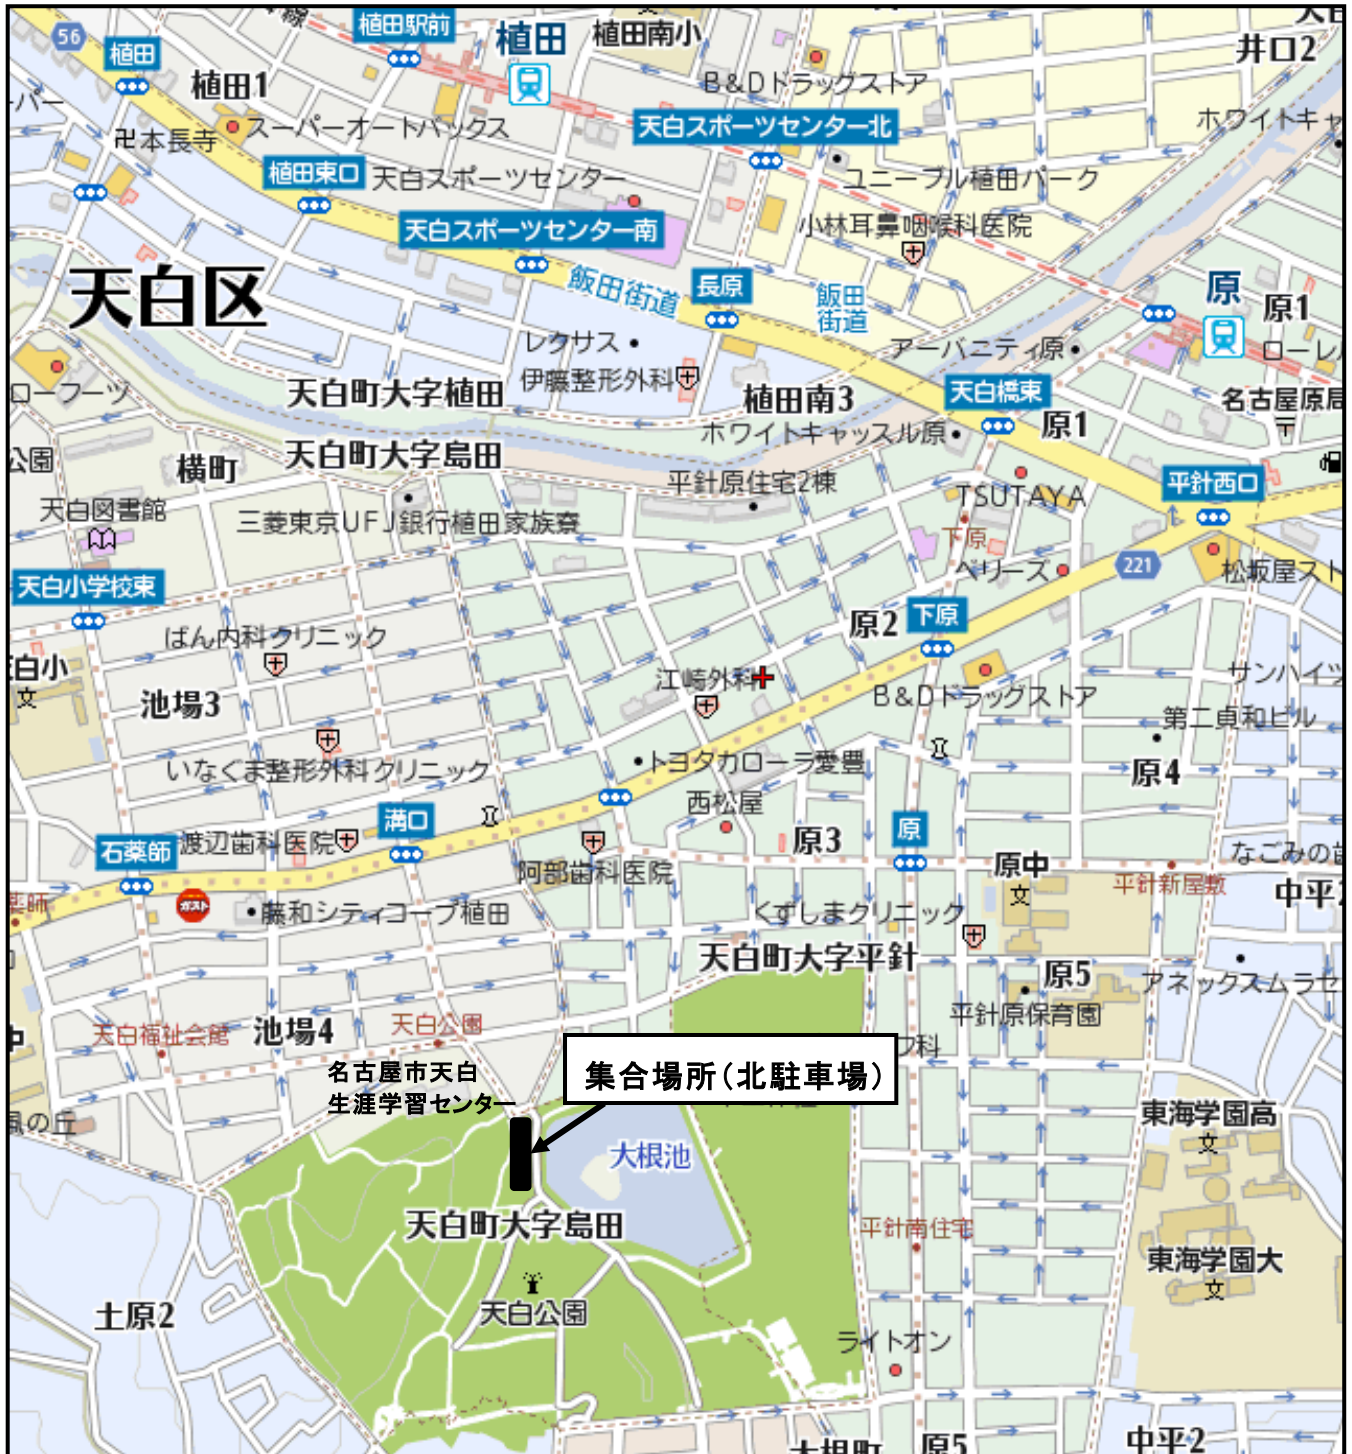 56
植田
植田駅前
植田
植田南小
井口2
植田1
B&Dドラッグストア
卍本長寺
スーパーオートバックス
天白スポーツセンター北
ホワイトキャ
植田東口
天白スポーツセンター
ユニーブル植田パーク
天白スポーツセンター南
小林耳鼻咽喉科医院
天白区
飯田街道
長原
飯田
街道
原
原1
レクサス
アーバニティ原
伊藤整形外科
天白町大字植田
植田南3
天白橋東
名古屋原局
ホワイトキャッスル原
原1
公園
横町
天白町大字島田
平針原住宅2棟
TSUTAYA
平針西口
天白図書館
三菱東京UFJ銀行植田家族寮
下原
ベリーズ
221
松坂屋スト
天白小学校東
ばん内科クリニック
原2
下原
白小
江崎外科
サンハイツ
池場3
B&Dドラッグストア
第二貞和ビル
いなくま整形外科クリニック
トヨタカローラ愛豊
原4
溝口
西松屋
石薬師
渡辺歯科医院
原3
原
なごみの
阿部歯科医院
原中
平針新屋敷
中平
藤和シティコープ植田
くずしまクリニック
ガスト
天白町大字平針
原5
アネックスムラセ
平針原保育園
天白福祉会館
池場4
天白公園
名古屋市天白
生涯学習センター
集合場所(北駐車場)
風の丘
東海学園高
大根池
天白町大字島田
平針南住宅
東海学園大
天白公園
土原2
ライトオン
原5
中平2